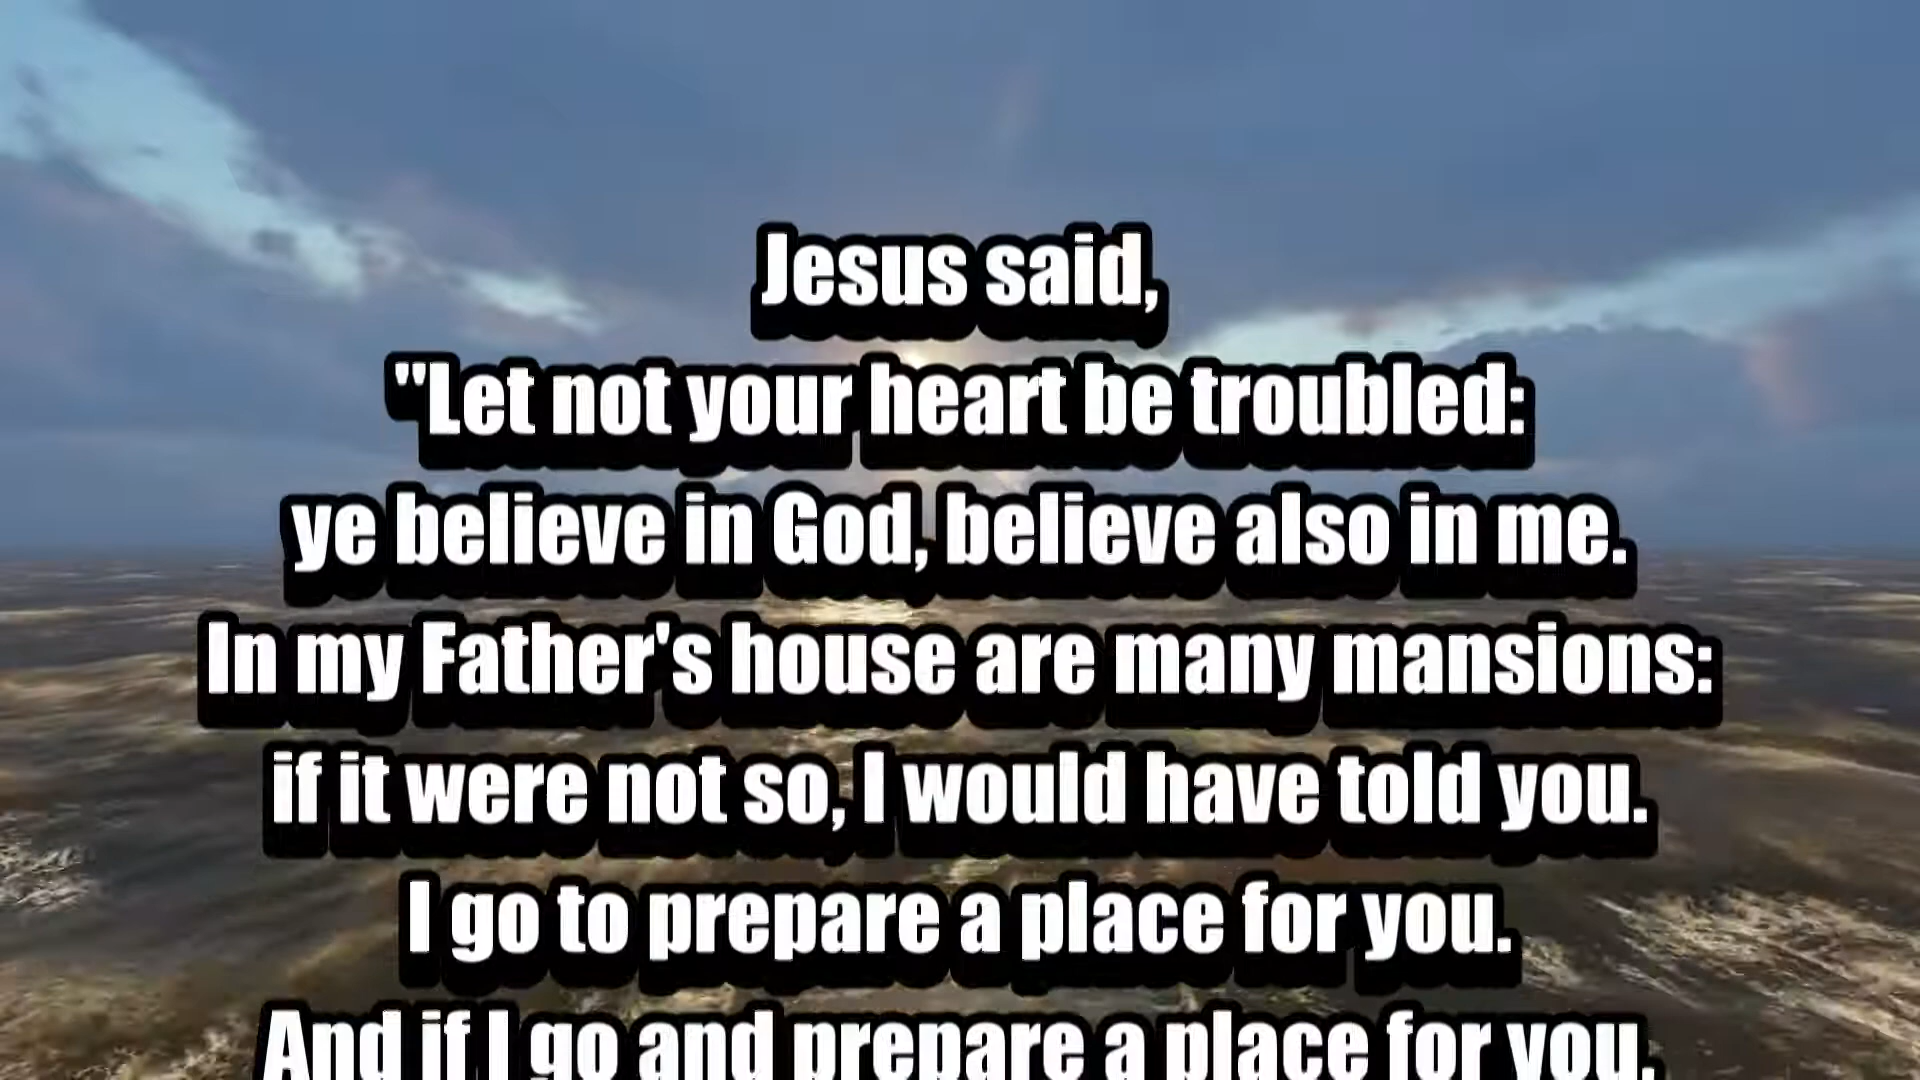 Jesus said,
"Let not your heart be troubled:
ye believe in God, believe also in me.
In my Father's house are many mansions:
if it were not so, I would have told you.
I go to prepare a place for you.
And if I go and prepare a place for you,